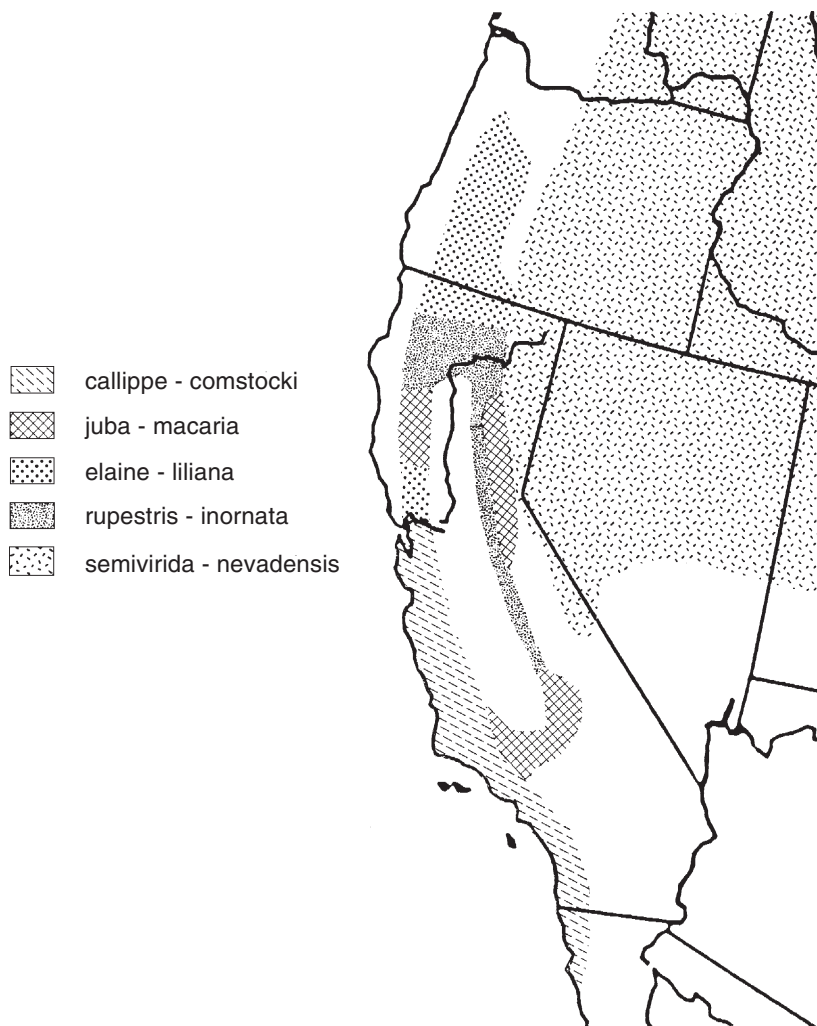 callippe - comstocki
juba - macaria
elaine - liliana
rupestris - inornata
semivirida - nevadensis